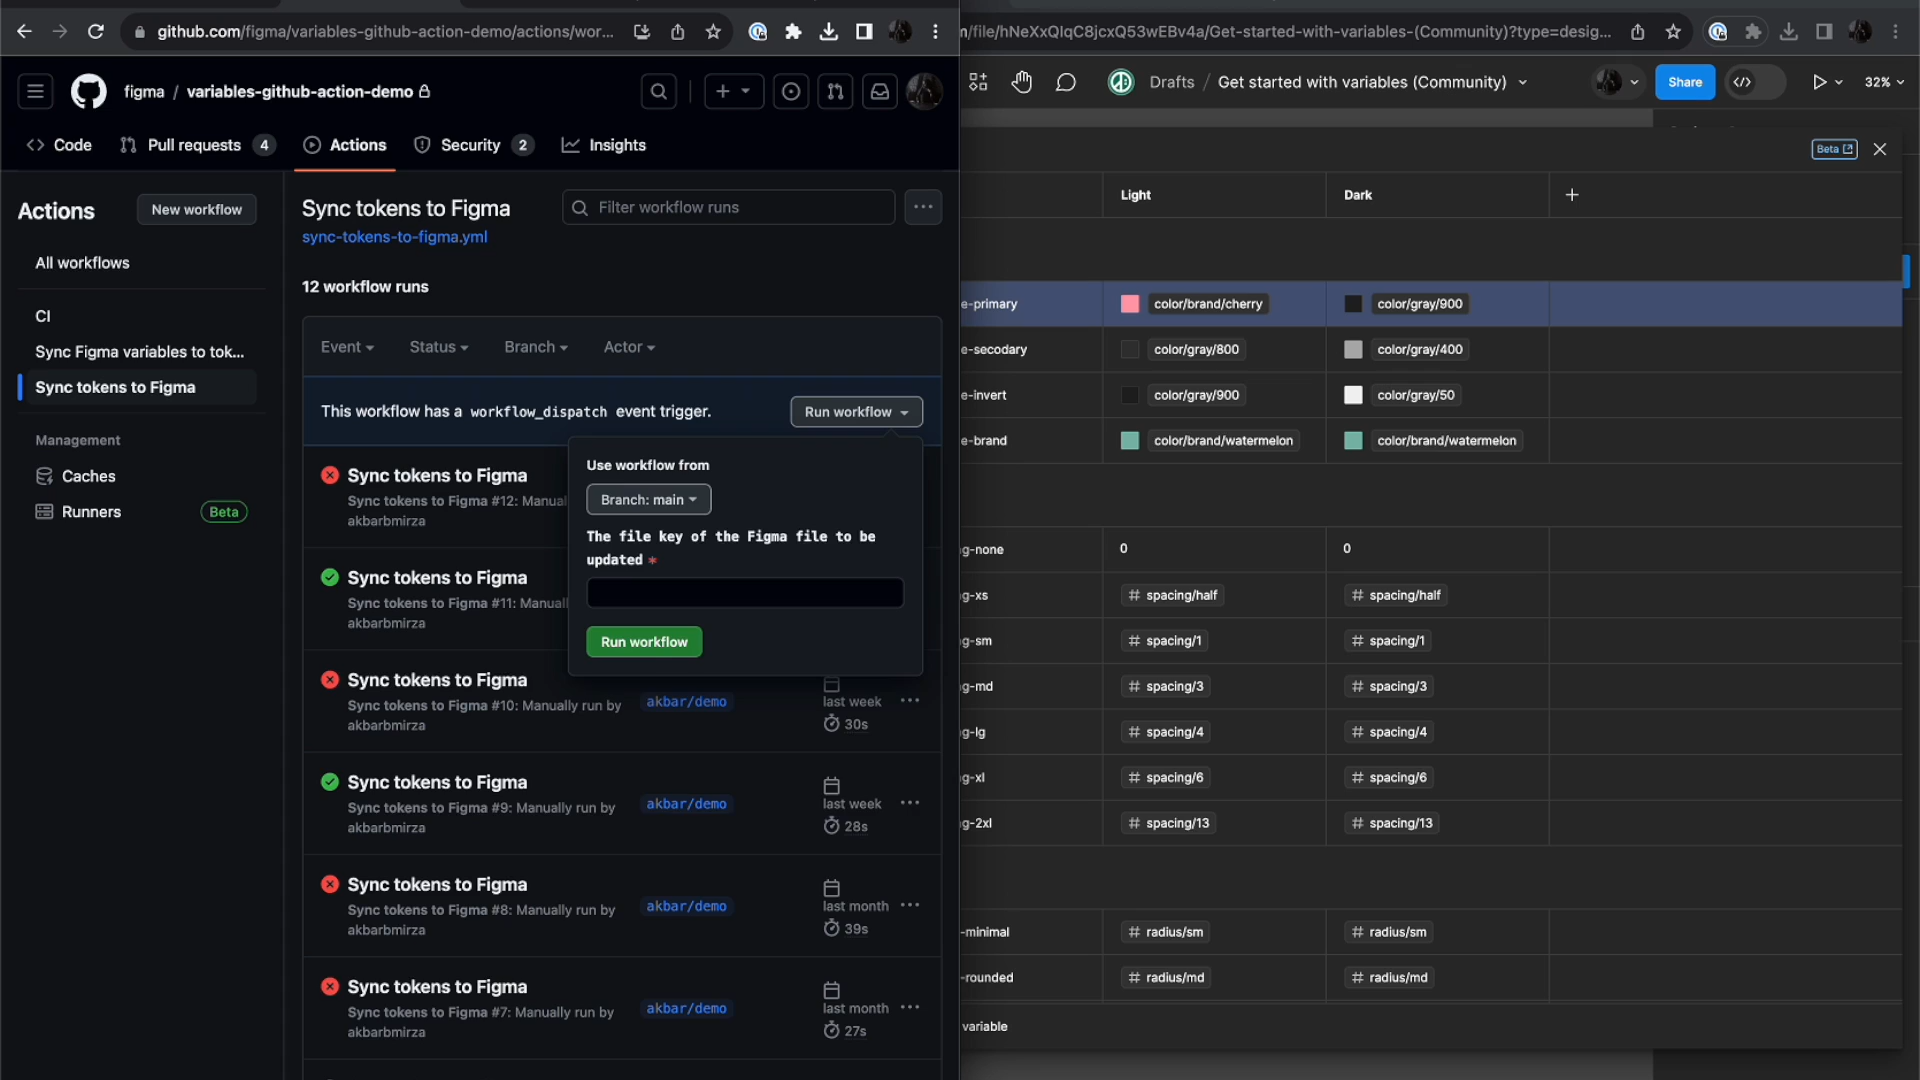 github.com/figma/variables-github-action-demo/actions/wor...
figma / variables-github-action-demo
Code
Pull requests 4
Actions
Security 2
Insights
Actions
New workflow
All workflows
CI
Sync Figma variables to tok...
Sync tokens to Figma
Management
Caches
Runners Beta
Sync tokens to Figma
Filter workflow runs
sync-tokens-to-figma.yml
12 workflow runs
Event Status Branch Actor
This workflow has a workflow_dispatch event trigger.
Run workflow
Use workflow from
Branch: main
The file key of the Figma file to be
updated *
Run workflow
Sync tokens to Figma
Sync tokens to Figma #12: Manual
akbarbmirza
Sync tokens to Figma
Sync tokens to Figma #11: Manuall
akbarbmirza
Sync tokens to Figma
Sync tokens to Figma #10: Manually run by
akbarbmirza
akbar/demo
last week
30s
Sync tokens to Figma
Sync tokens to Figma #9: Manually run by
akbarbmirza
akbar/demo
last week
28s
Sync tokens to Figma
Sync tokens to Figma #8: Manually run by
akbarbmirza
akbar/demo
last month
39s
Sync tokens to Figma
Sync tokens to Figma #7: Manually run by
akbarbmirza
akbar/demo
last month
27s
/file/hNeXxQIqC8jcxQ53wEBv4a/Get-started-with-variables-(Community)?type=desig...
Drafts / Get started with variables (Community)
Share
32%
Beta
Light Dark +
e-primary color/brand/cherry color/gray/900
e-secodary color/gray/800 color/gray/400
e-invert color/gray/900 color/gray/50
e-brand color/brand/watermelon color/brand/watermelon
g-none 0 0
g-xs spacing/half spacing/half
g-sm spacing/1 spacing/1
g-md spacing/3 spacing/3
g-lg spacing/4 spacing/4
g-xl spacing/6 spacing/6
g-2xl spacing/13 spacing/13
-minimal radius/sm radius/sm
-rounded radius/md radius/md
variable